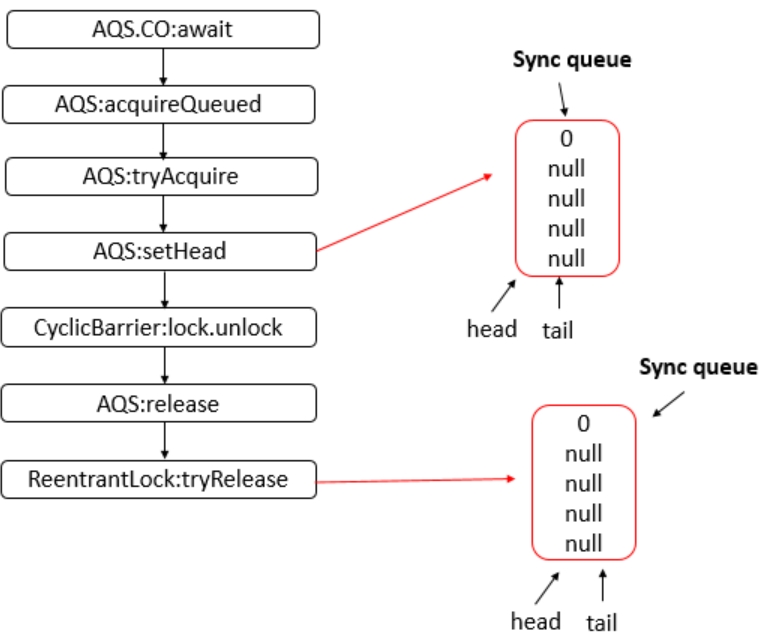 AQS.CO:await
AQS:acquireQueued
AQS:tryAcquire
AQS:setHead
CyclicBarrier:lock.unlock
AQS:release
ReentrantLock:tryRelease
Sync queue
0
null
null
null
null
head
tail
Sync queue
0
null
null
null
null
head
tail